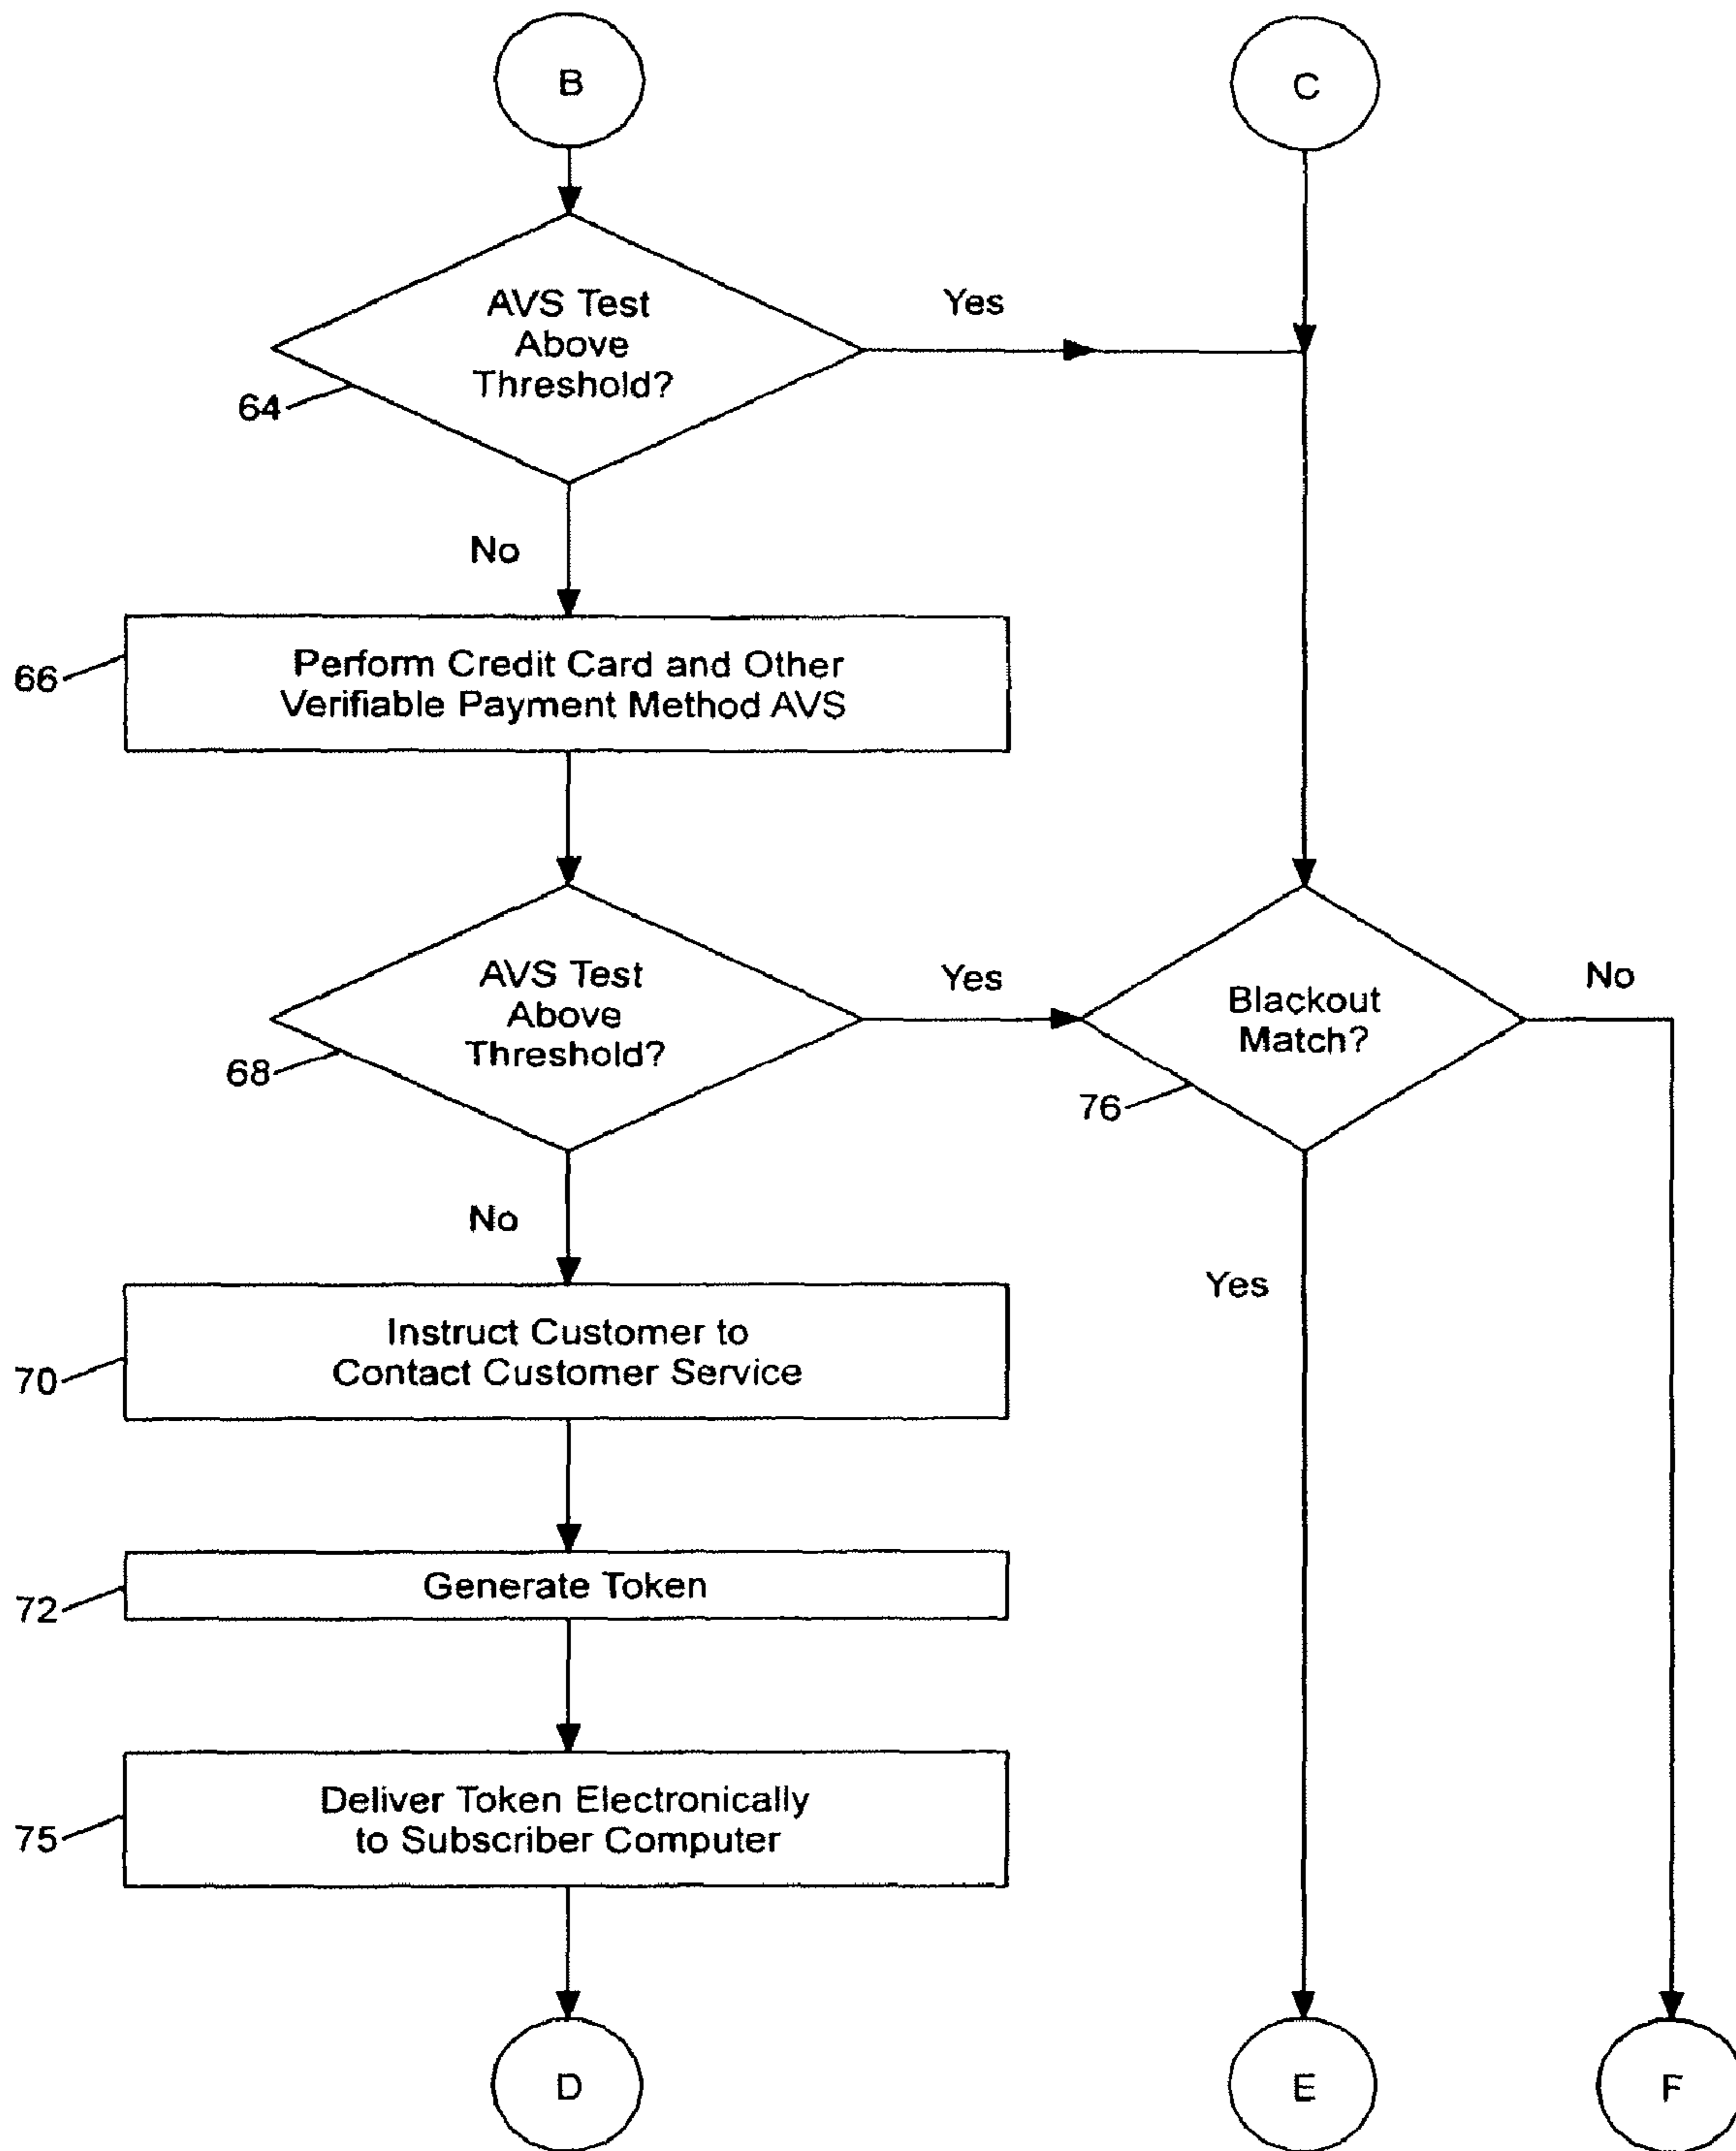 B
C
AVS Test
Above
Threshold?
Yes
64
No
66
Perform Credit Card and Other
Verifiable Payment Method AVS
AVS Test
Above
Threshold?
Yes
68
Blackout
Match?
No
76
No
Yes
70
Instruct Customer to
Contact Customer Service
72
Generate Token
75
Deliver Token Electronically
to Subscriber Computer
D
E
F